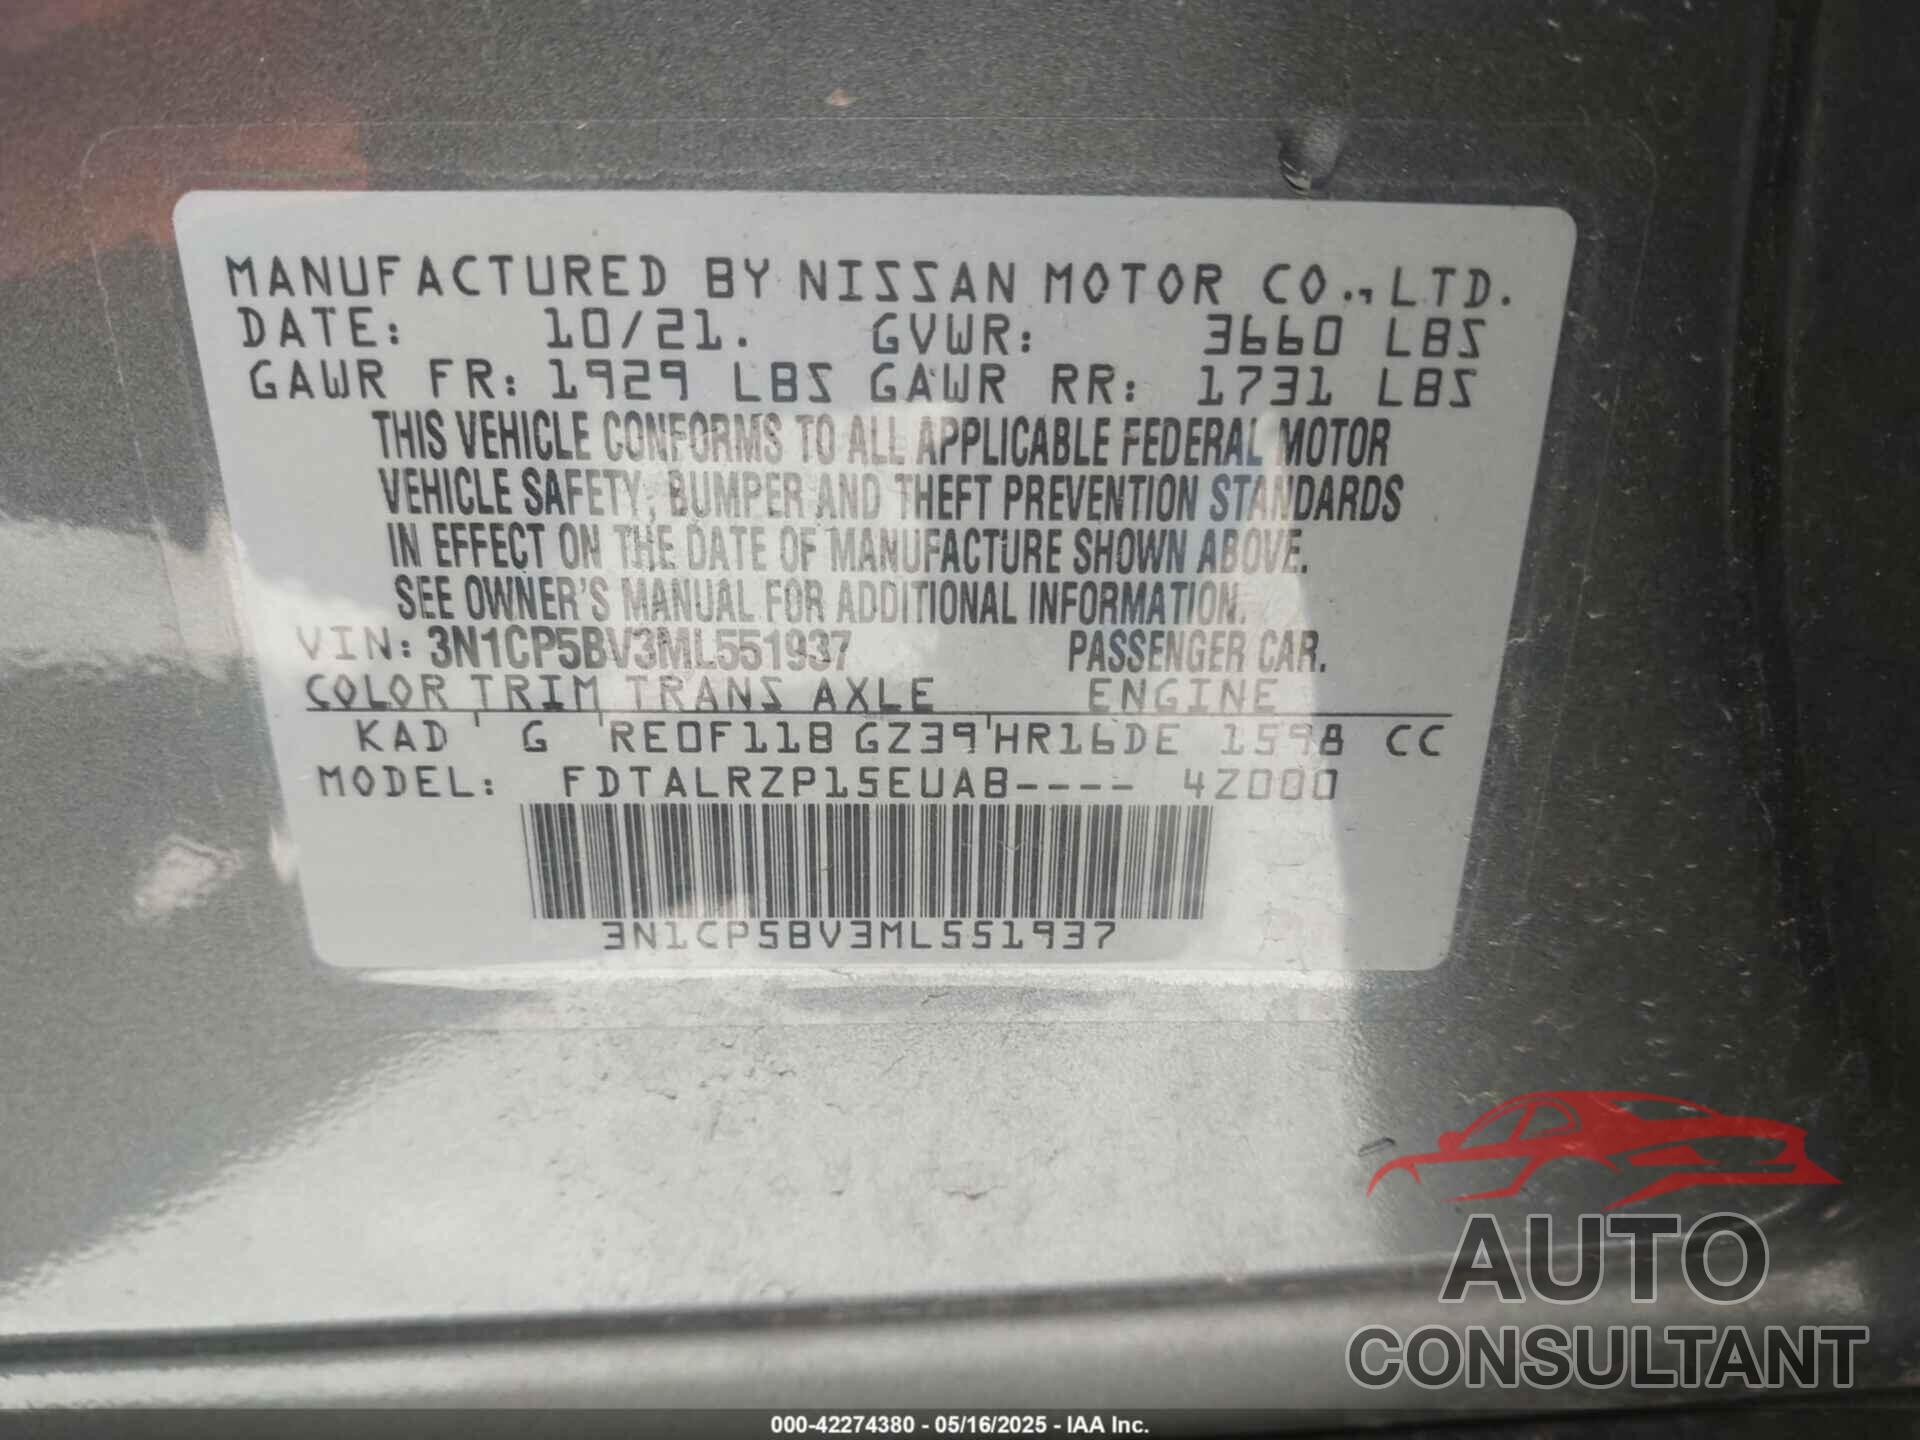 MANUFACTURED BY NISSAN MOTOR CO., LTD.
DATE: 10/21. GVWR: 3660 LBS
GAWR FR: 1929 LBS GAWR RR: 1731 LBS
THIS VEHICLE CONFORMS TO ALL APPLICABLE FEDERAL MOTOR
VEHICLE SAFETY, BUMPER AND THEFT PREVENTION STANDARDS
IN EFFECT ON THE DATE OF MANUFACTURE SHOWN ABOVE.
SEE OWNER'S MANUAL FOR ADDITIONAL INFORMATION.
VIN: 3N1CP5BV3ML551937 PASSENGER CAR.
COLOR TRIM TRANS AXLE ENGINE
KAD G RE0F11B GZ39 HR16DE 1598 CC
MODEL: FDTALRZP15EUAB---- 4Z000
3N1CP5BV3ML551937
AUTO
CONSULTANT
000-42274380 - 05/16/2025 - IAA Inc.